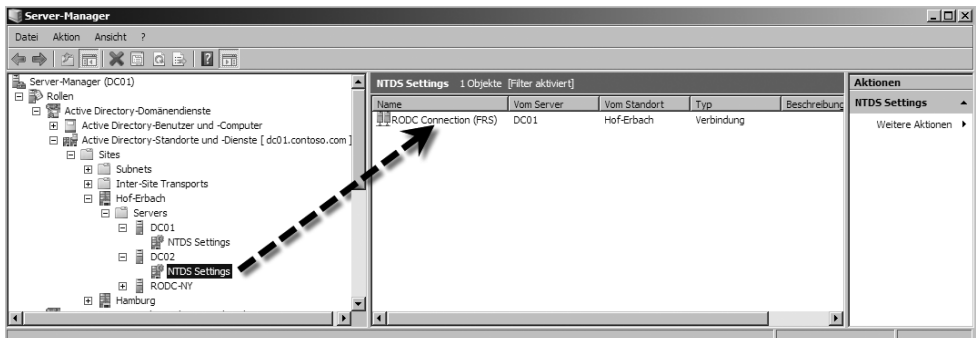 Server-Manager
Datei Aktion Ansicht ?
Server-Manager (DC01)
Rollen
Active Directory-Domänendienste
Active Directory-Benutzer und -Computer
Active Directory-Standorte und -Dienste [ dc01.contoso.com ]
Sites
Subnets
Inter-Site Transports
Hof-Erbach
Servers
DC01
NTDS Settings
DC02
NTDS Settings
RODC-NY
Hamburg
NTDS Settings 1 Objekte [Filter aktiviert]
Name Vom Server Vom Standort Typ Beschreibung
RODC Connection (FRS) DC01 Hof-Erbach Verbindung
Aktionen
NTDS Settings
Weitere Aktionen